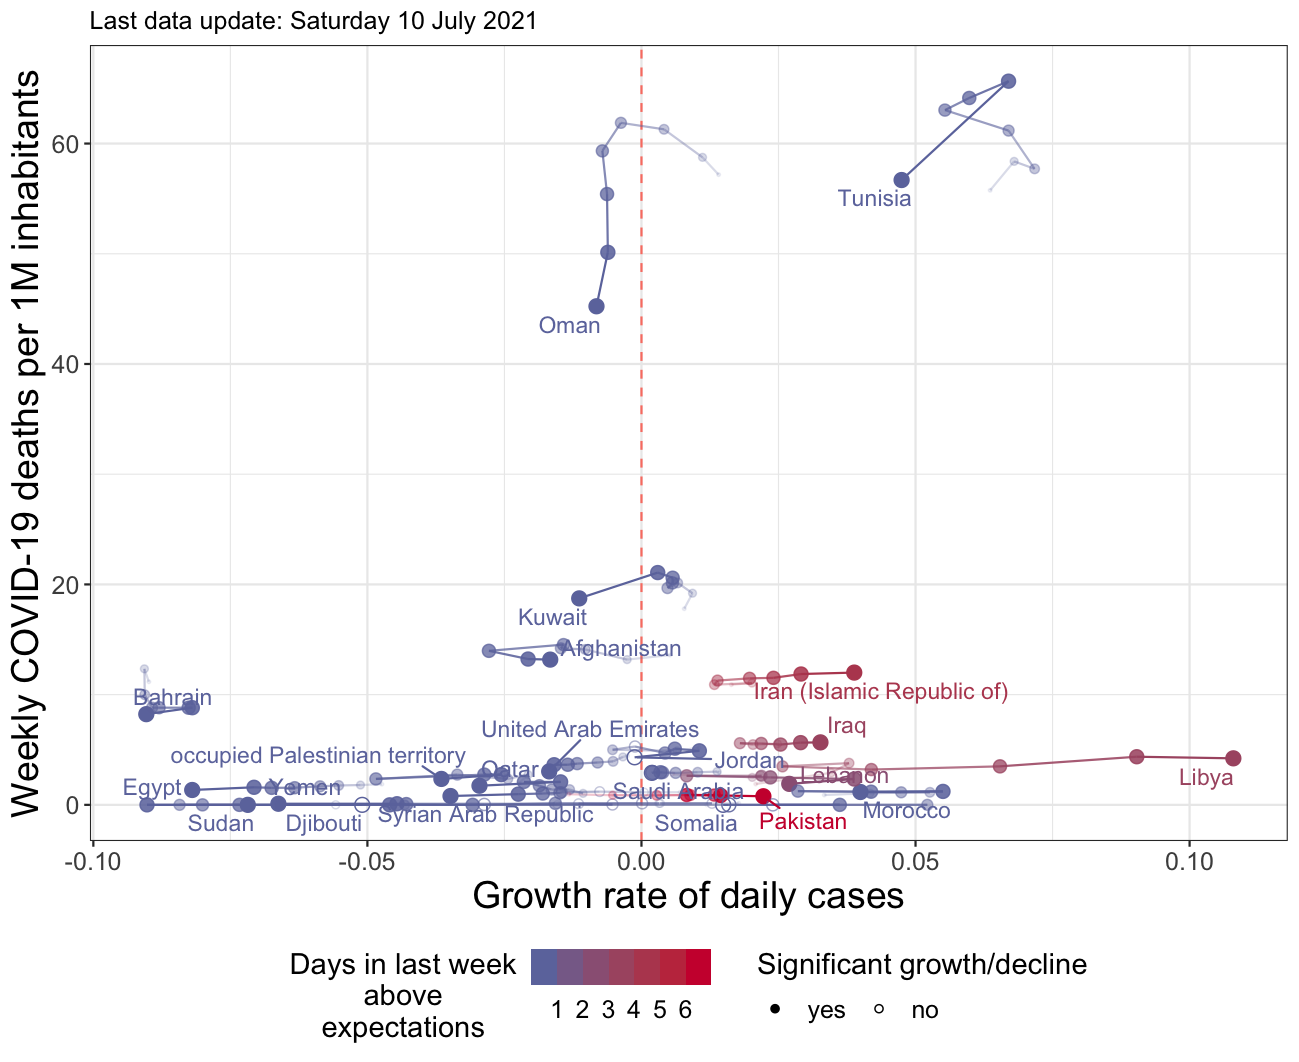 Last data update: Saturday 10 July 2021
Weekly COVID-19 deaths per 1M inhabitants
60
40
20
0
Tunisia
Oman
Kuwait
Afghanistan
Bahrain
Iran (Islamic Republic of)
United Arab Emirates
Iraq
occupied Palestinian territory
Jordan
Qatar
Lebanon
Libya
Egypt
Yemen
Saudi Arabia
Morocco
Sudan
Djibouti
Syrian Arab Republic
Somalia
Pakistan
-0.10 -0.05 0.00 0.05 0.10
Growth rate of daily cases
Days in last week
above
expectations
1 2 3 4 5 6
Significant growth/decline
yes no